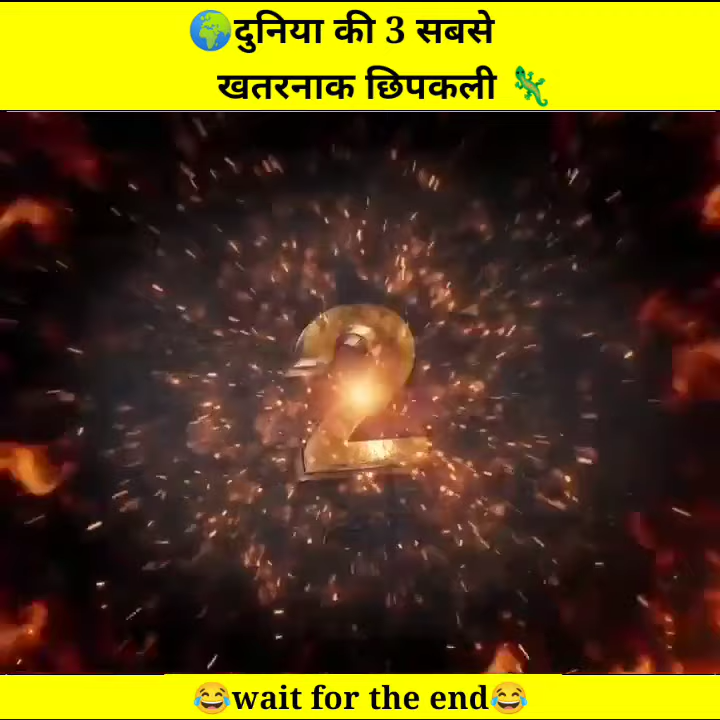 🌍दुनिया की 3 सबसे
खतरनाक छिपकली 🦎
2
😂wait for the end😂